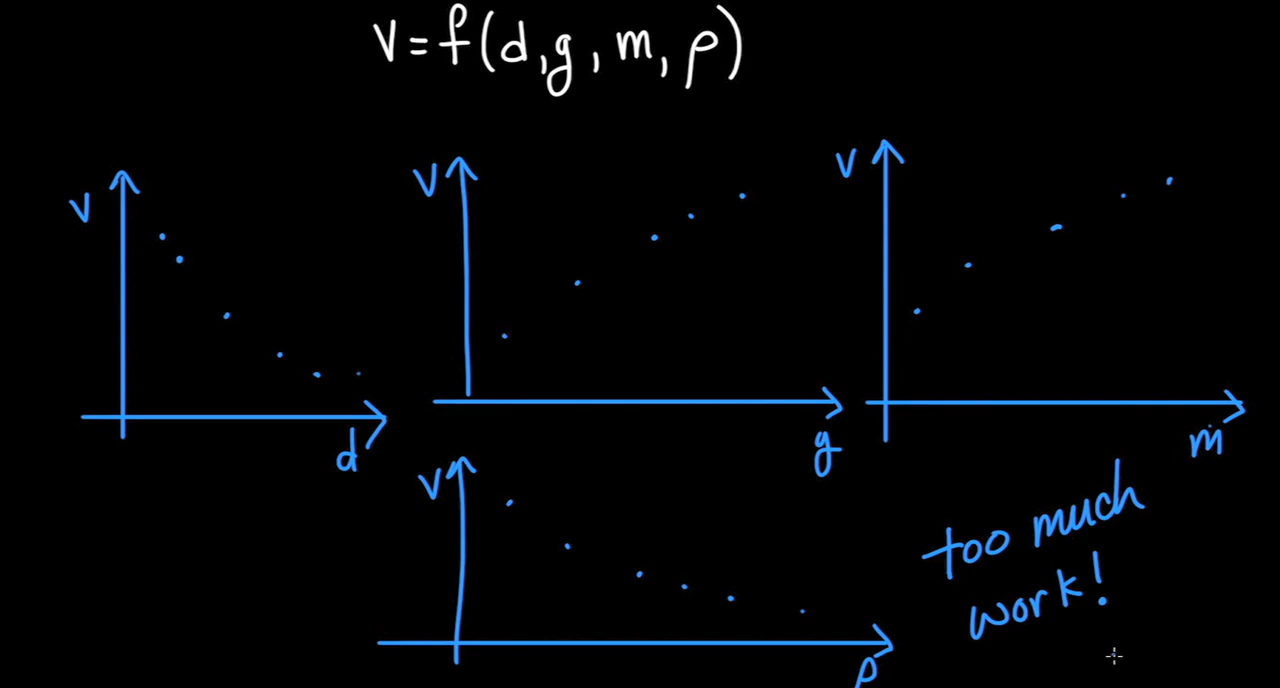 V=f(d,g,m,ρ)
V
d
V
g
V
m
V
ρ
too much
work!